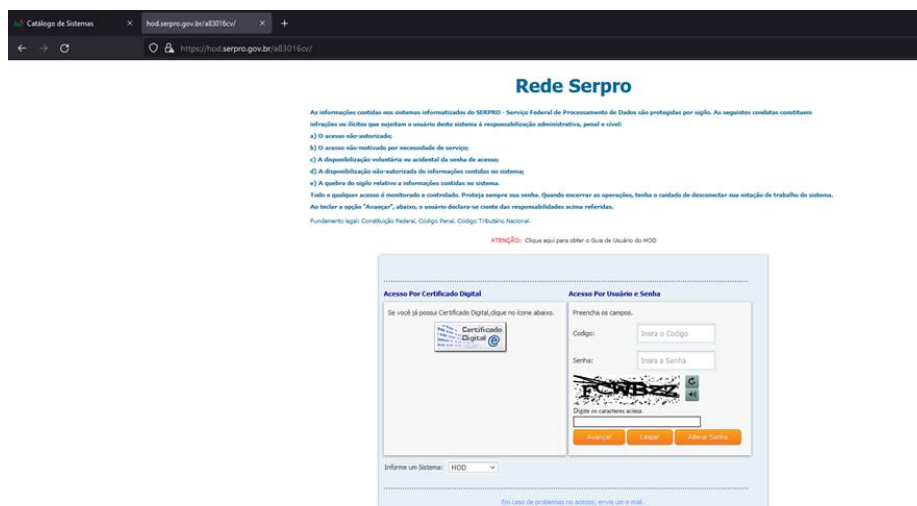 Catálogo de Sistemas
hod.serpro.gov.br/a83016cv/
https://hod.serpro.gov.br/a83016cv/
Rede Serpro
As informações contidas nos sistemas informatizados do SERPRO - Serviço Federal de Processamento de Dados são protegidas por sigilo. As seguintes condutas constituem
infrações ou ilícitos que sujeitam o usuário deste sistema à responsabilização administrativa, penal e cível:
a) O acesso não-autorizado;
b) O acesso não-motivado por necessidade de serviço;
c) A disponibilização voluntária ou acidental da senha de acesso;
d) A disponibilização não-autorizada de informações contidas no sistema;
e) A quebra do sigilo relativo a informações contidas no sistema.
Todo e qualquer acesso é monitorado e controlado. Proteja sempre sua senha. Quando encerrar as operações, tenha o cuidado de desconectar sua estação de trabalho do sistema.
Ao teclar a opção "Avançar", abaixo, o usuário declara-se ciente das responsabilidades acima referidas.
Fundamento legal: Constituição Federal, Código Penal, Código Tributário Nacional.
ATENÇÃO: Clique aqui para obter o Guia de Usuário do HOD
Acesso Por Certificado Digital
Se você já possui Certificado Digital,clique no ícone abaixo.
Certificado
Digital
Acesso Por Usuário e Senha
Preencha os campos.
Codigo: Insira o Codigo
Senha: Insira a Senha
Digite os caracteres acima:
Avançar Limpar Alterar Senha
Informe um Sistema: HOD
Em caso de problemas no acesso, envie um e-mail.